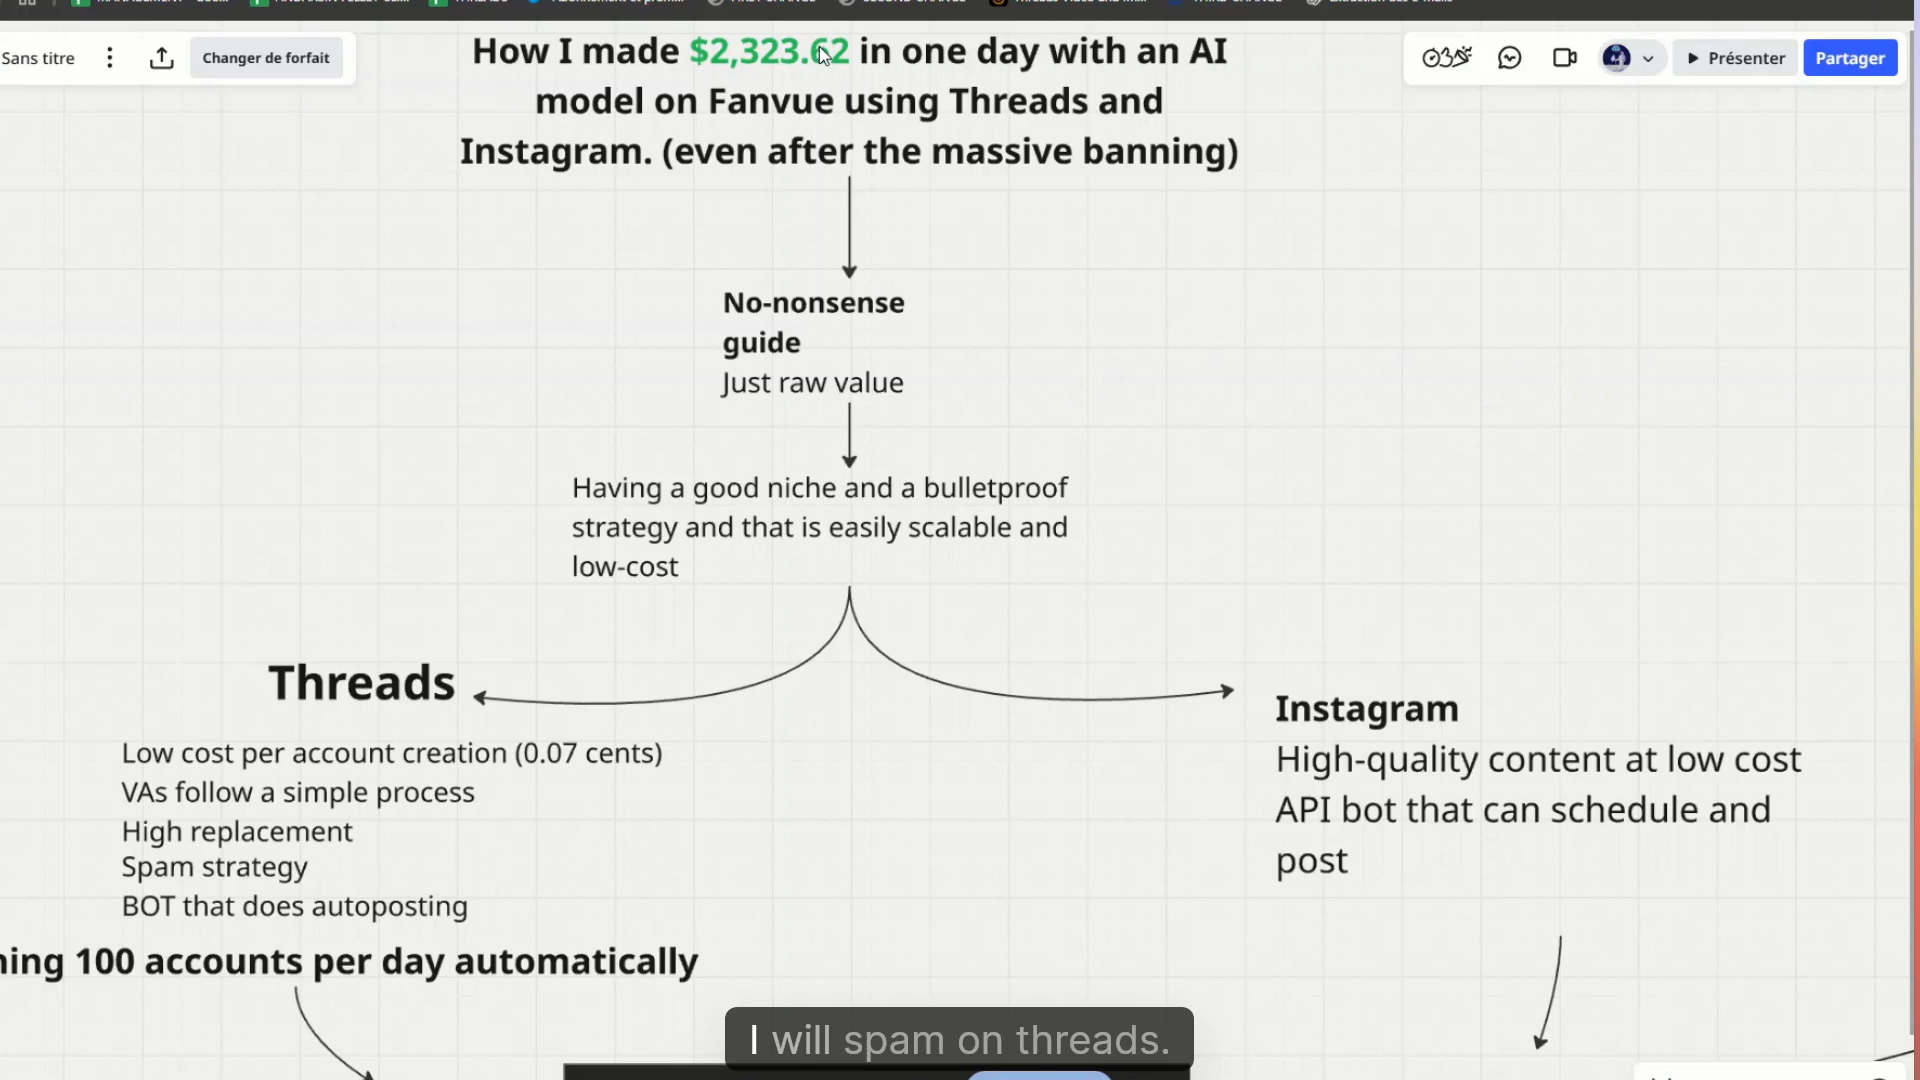 Sans titre
Changer de forfait
Présenter
Partager
How I made $2,323.62 in one day with an AI
model on Fanvue using Threads and
Instagram. (even after the massive banning)
No-nonsense
guide
Just raw value
Having a good niche and a bulletproof
strategy and that is easily scalable and
low-cost
Threads
Low cost per account creation (0.07 cents)
VAs follow a simple process
High replacement
Spam strategy
BOT that does autoposting
ning 100 accounts per day automatically
Instagram
High-quality content at low cost
API bot that can schedule and
post
I will spam on threads.